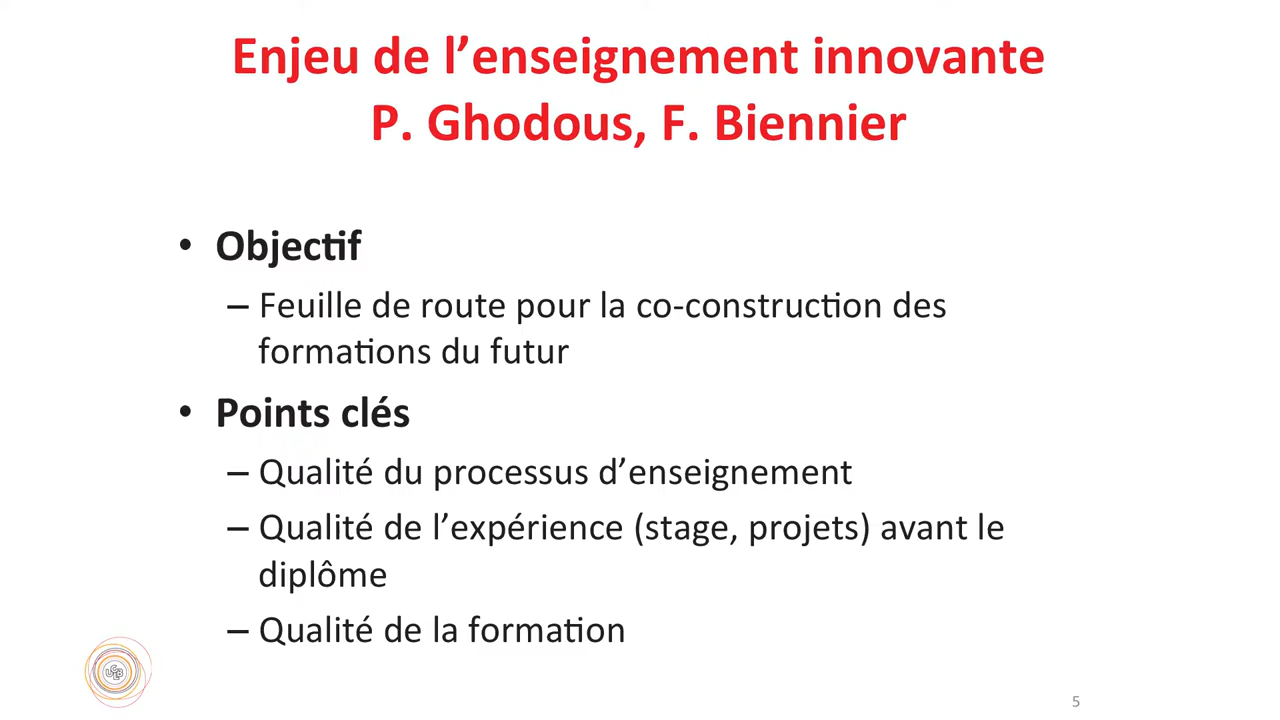 Enjeu de l’enseignement innovante
P. Ghodous, F. Biennier
• Objectif
– Feuille de route pour la co-construction des
formations du futur
• Points clés
– Qualité du processus d’enseignement
– Qualité de l’expérience (stage, projets) avant le
diplôme
– Qualité de la formation
UCBL
5